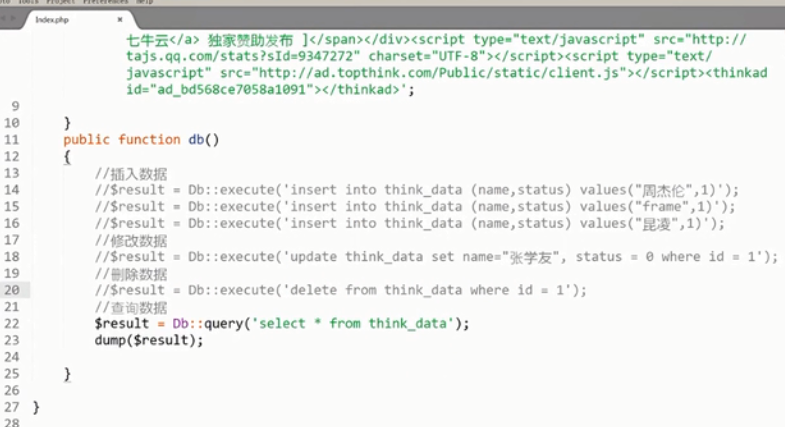 Tools Project Preferences Help
Index.php ×
七牛云</a> 独家赞助发布 ]</span></div><script type="text/javascript" src="http://
tajs.qq.com/stats?sId=9347272" charset="UTF-8"></script><script type="text/
javascript" src="http://ad.topthink.com/Public/static/client.js"></script><thinkad
id="ad_bd568ce7058a1091"></thinkad>';
9
10 }
11 public function db()
12 {
13 //插入数据
14 //$result = Db::execute('insert into think_data (name,status) values("周杰伦",1)');
15 //$result = Db::execute('insert into think_data (name,status) values("frame",1)');
16 //$result = Db::execute('insert into think_data (name,status) values("昆凌",1)');
17 //修改数据
18 //$result = Db::execute('update think_data set name="张学友", status = 0 where id = 1');
19 //删除数据
20 //$result = Db::execute('delete from think_data where id = 1');
21 //查询数据
22 $result = Db::query('select * from think_data');
23 dump($result);
24
25 }
26
27 }
28